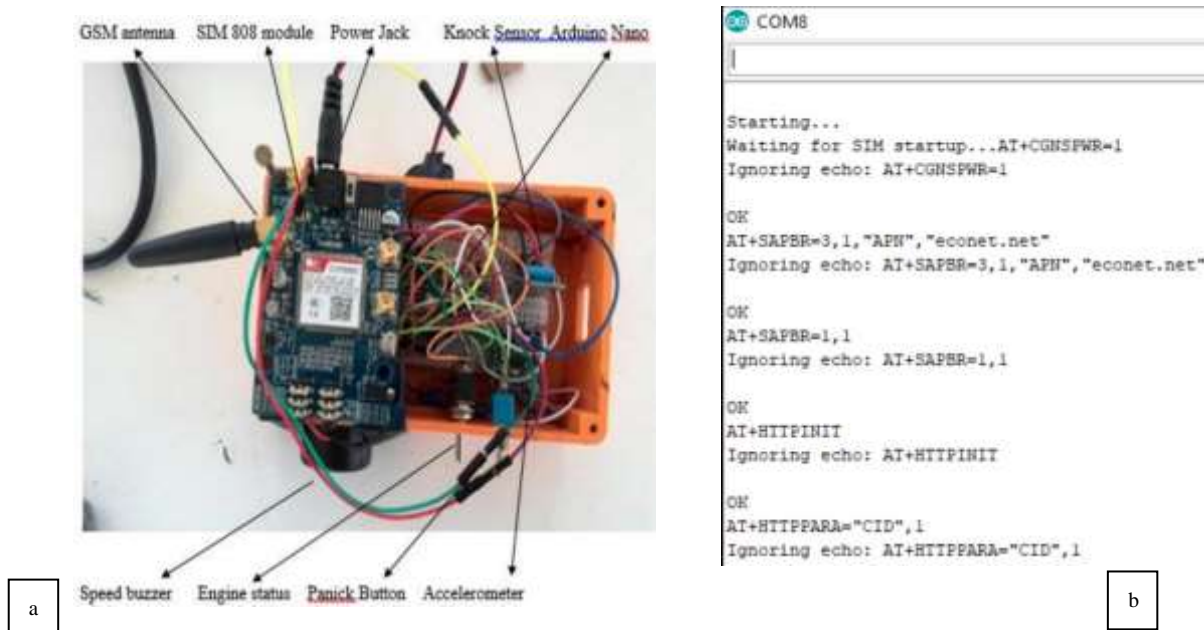 GSM antenna SIM 808 module Power Jack Knock Sensor Arduino Nano
Speed buzzer Engine status Panick Button Accelerometer
a
COM8
Starting...
Waiting for SIM startup...AT+CGNSPWR=1
Ignoring echo: AT+CGNSPWR=1
OK
AT+SAPBR=3,1,"APN","econet.net"
Ignoring echo: AT+SAPBR=3,1,"APN","econet.net"
OK
AT+SAPBR=1,1
Ignoring echo: AT+SAPBR=1,1
OK
AT+HTTPINIT
Ignoring echo: AT+HTTPINIT
OK
AT+HTTPPARA="CID",1
Ignoring echo: AT+HTTPPARA="CID",1
b